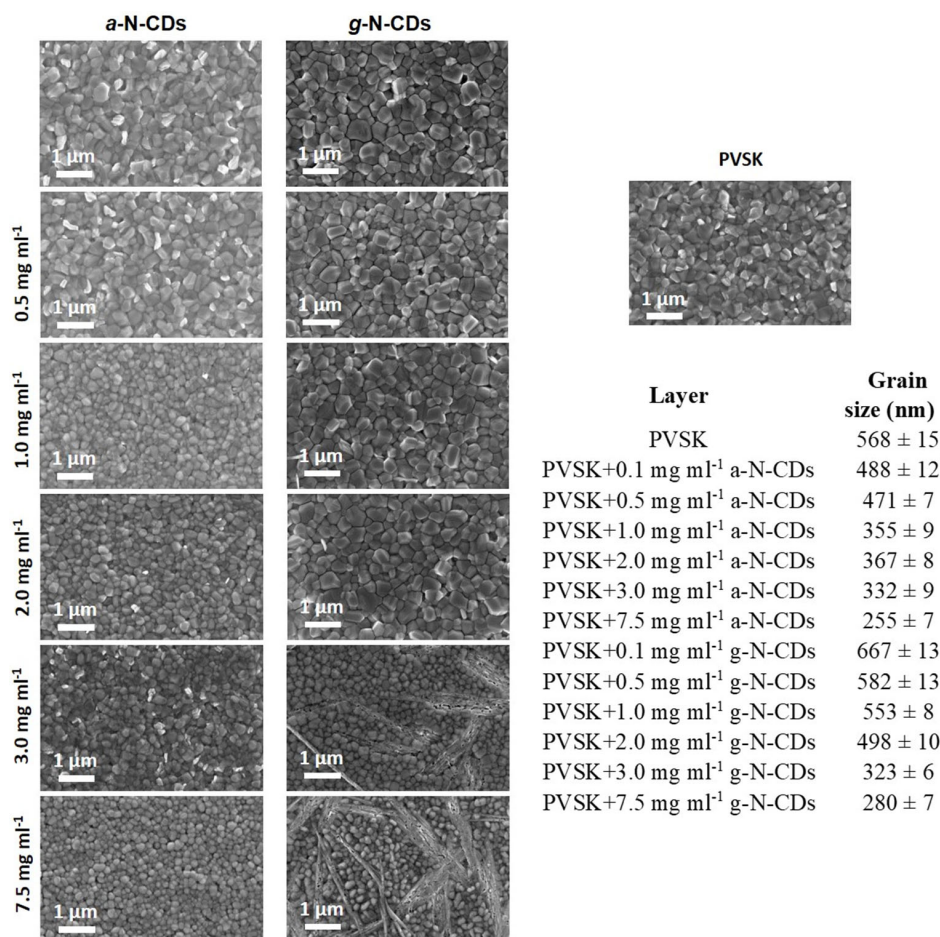 a-N-CDs g-N-CDs
1 µm 1 µm
0.5 mg ml⁻¹
1 µm 1 µm
1.0 mg ml⁻¹
1 µm 1 µm
2.0 mg ml⁻¹
1 µm 1 µm
3.0 mg ml⁻¹
1 µm 1 µm
7.5 mg ml⁻¹
1 µm 1 µm
PVSK
1 µm
Layer Grain size (nm)
PVSK 568 ± 15
PVSK+0.1 mg ml⁻¹ a-N-CDs 488 ± 12
PVSK+0.5 mg ml⁻¹ a-N-CDs 471 ± 7
PVSK+1.0 mg ml⁻¹ a-N-CDs 355 ± 9
PVSK+2.0 mg ml⁻¹ a-N-CDs 367 ± 8
PVSK+3.0 mg ml⁻¹ a-N-CDs 332 ± 9
PVSK+7.5 mg ml⁻¹ a-N-CDs 255 ± 7
PVSK+0.1 mg ml⁻¹ g-N-CDs 667 ± 13
PVSK+0.5 mg ml⁻¹ g-N-CDs 582 ± 13
PVSK+1.0 mg ml⁻¹ g-N-CDs 553 ± 8
PVSK+2.0 mg ml⁻¹ g-N-CDs 498 ± 10
PVSK+3.0 mg ml⁻¹ g-N-CDs 323 ± 6
PVSK+7.5 mg ml⁻¹ g-N-CDs 280 ± 7